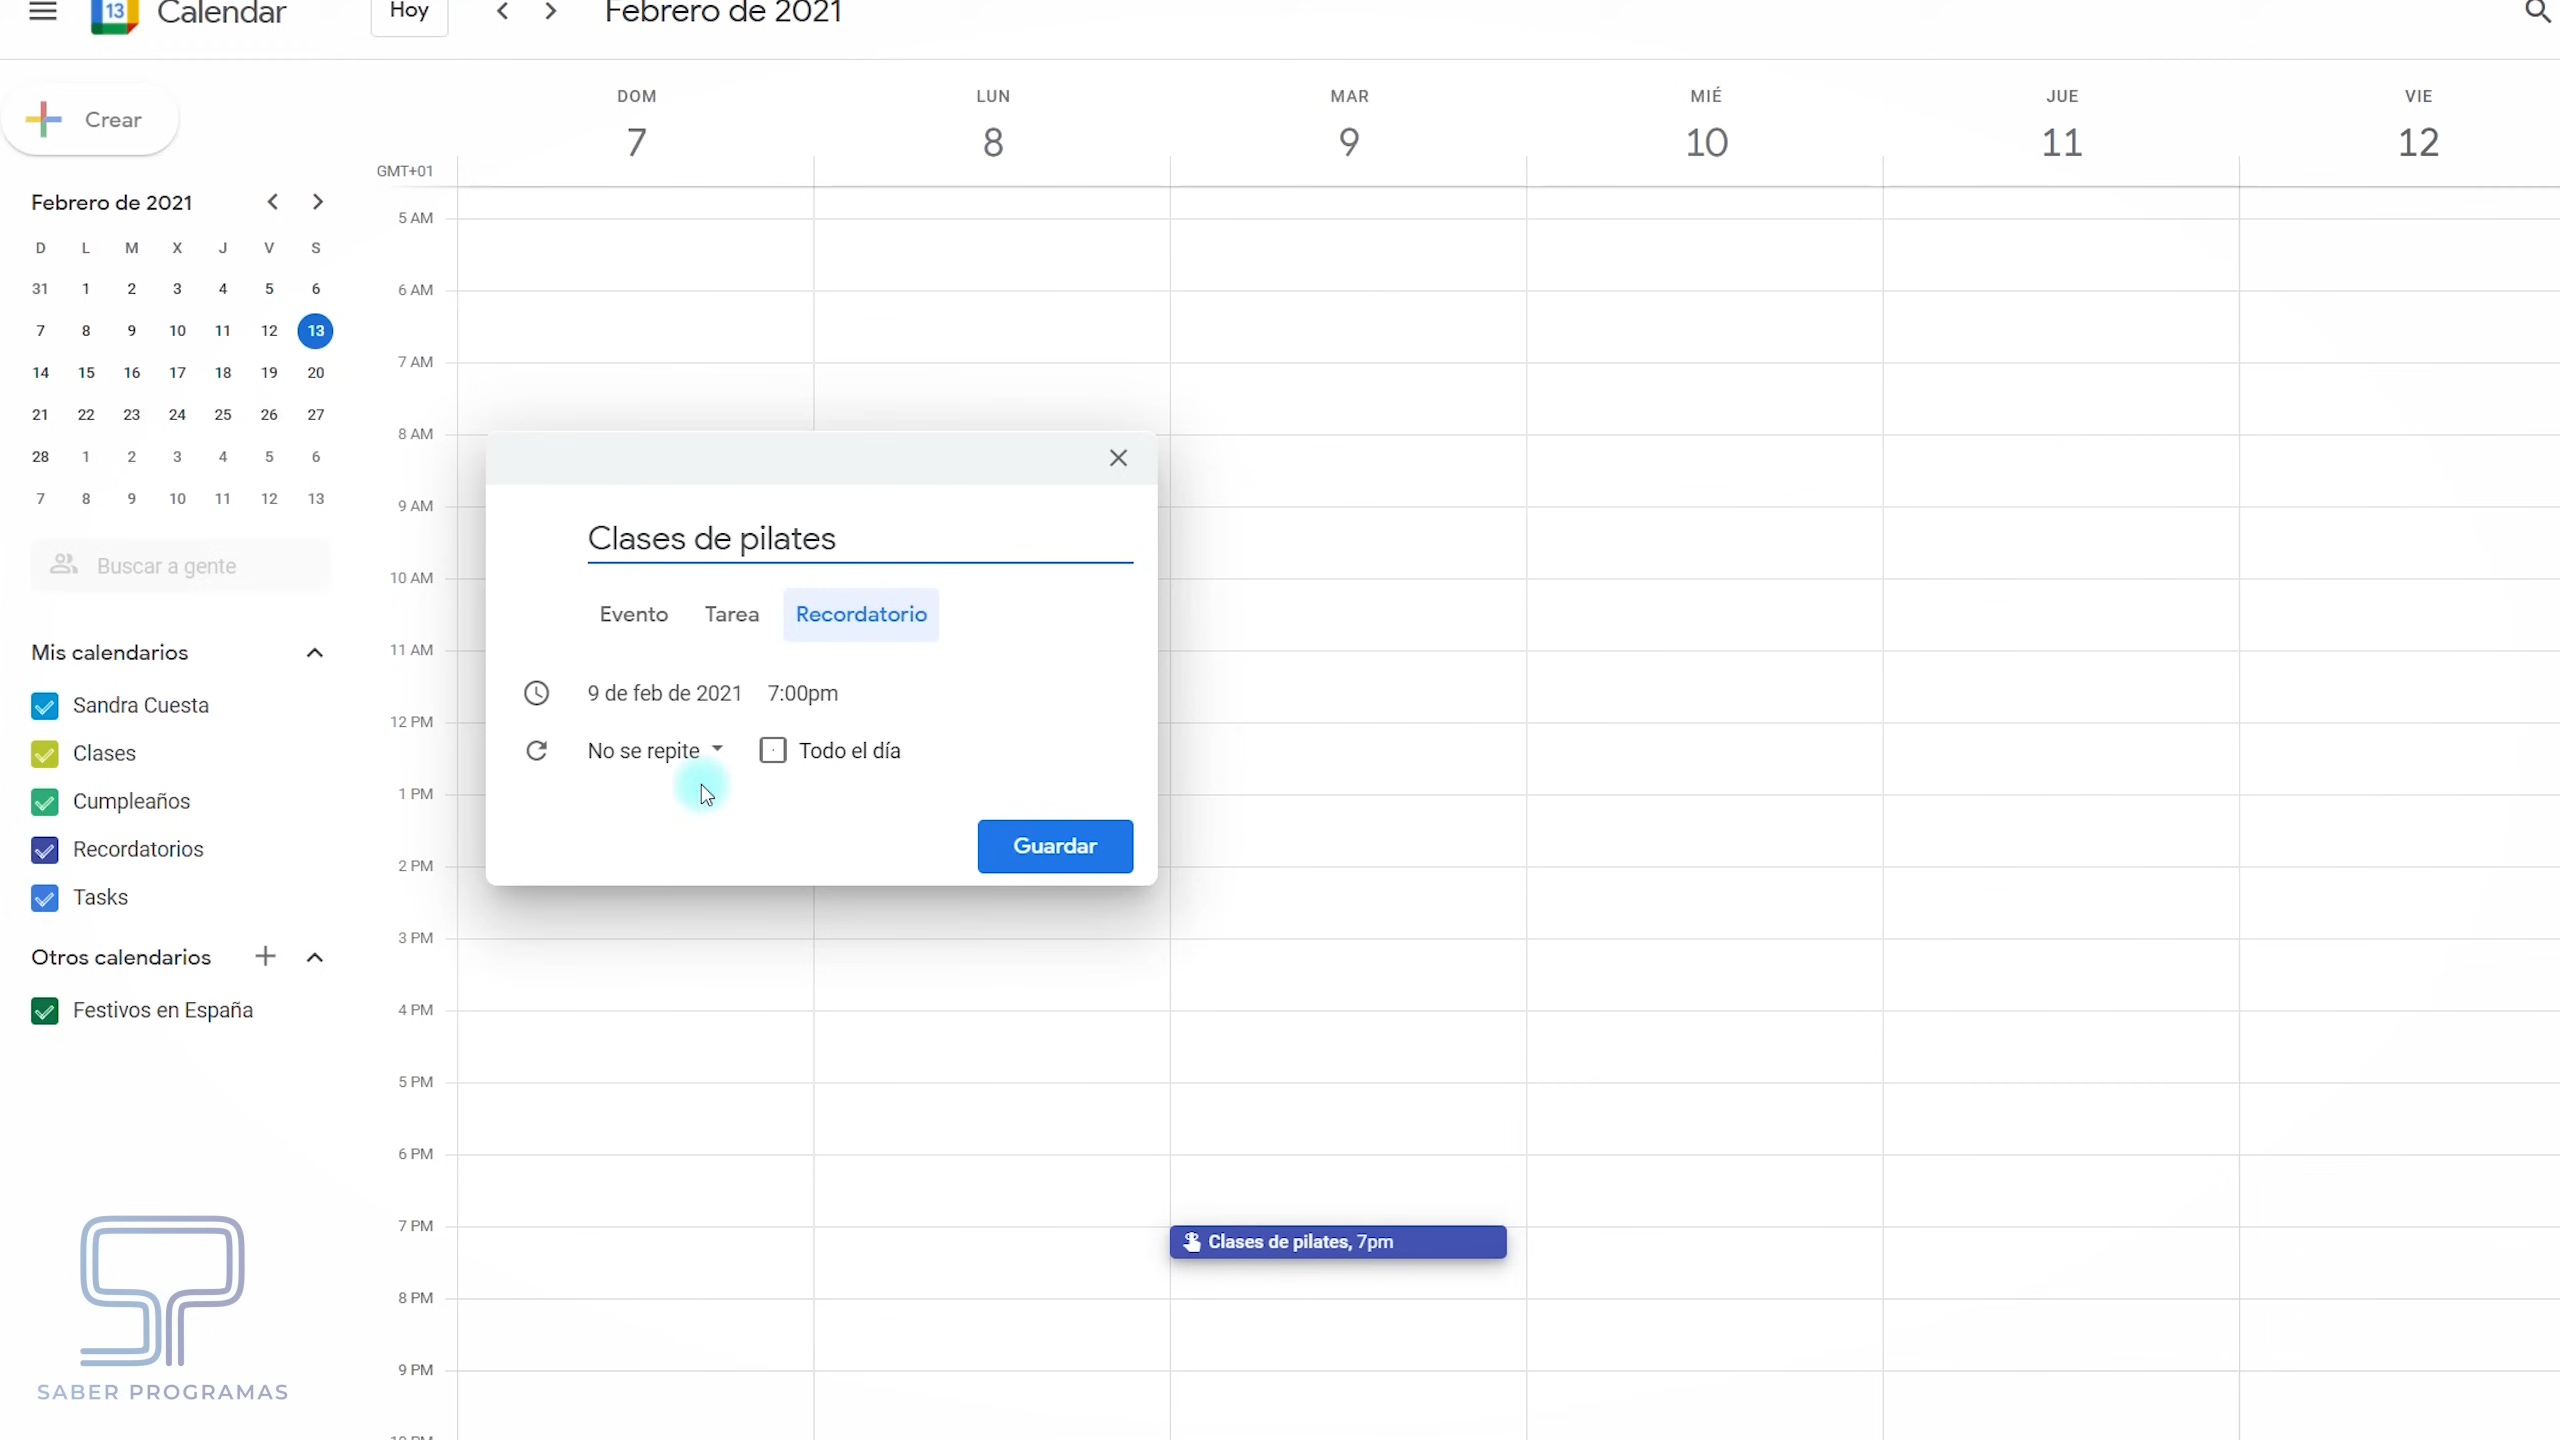 13 Calendar Hoy Febrero de 2021
Crear
DOM LUN MAR MIÉ JUE VIE
7 8 9 10 11 12
GMT+01
Febrero de 2021
D L M X J V S
31 1 2 3 4 5 6
7 8 9 10 11 12 13
14 15 16 17 18 19 20
21 22 23 24 25 26 27
28 1 2 3 4 5 6
7 8 9 10 11 12 13
Buscar a gente
Mis calendarios
Sandra Cuesta
Clases
Cumpleaños
Recordatorios
Tasks
Otros calendarios
Festivos en España
SABER PROGRAMAS
5 AM
6 AM
7 AM
8 AM
9 AM
10 AM
11 AM
12 PM
1 PM
2 PM
3 PM
4 PM
5 PM
6 PM
7 PM
8 PM
9 PM
Clases de pilates
Evento Tarea Recordatorio
9 de feb de 2021 7:00pm
No se repite Todo el día
Guardar
Clases de pilates, 7pm